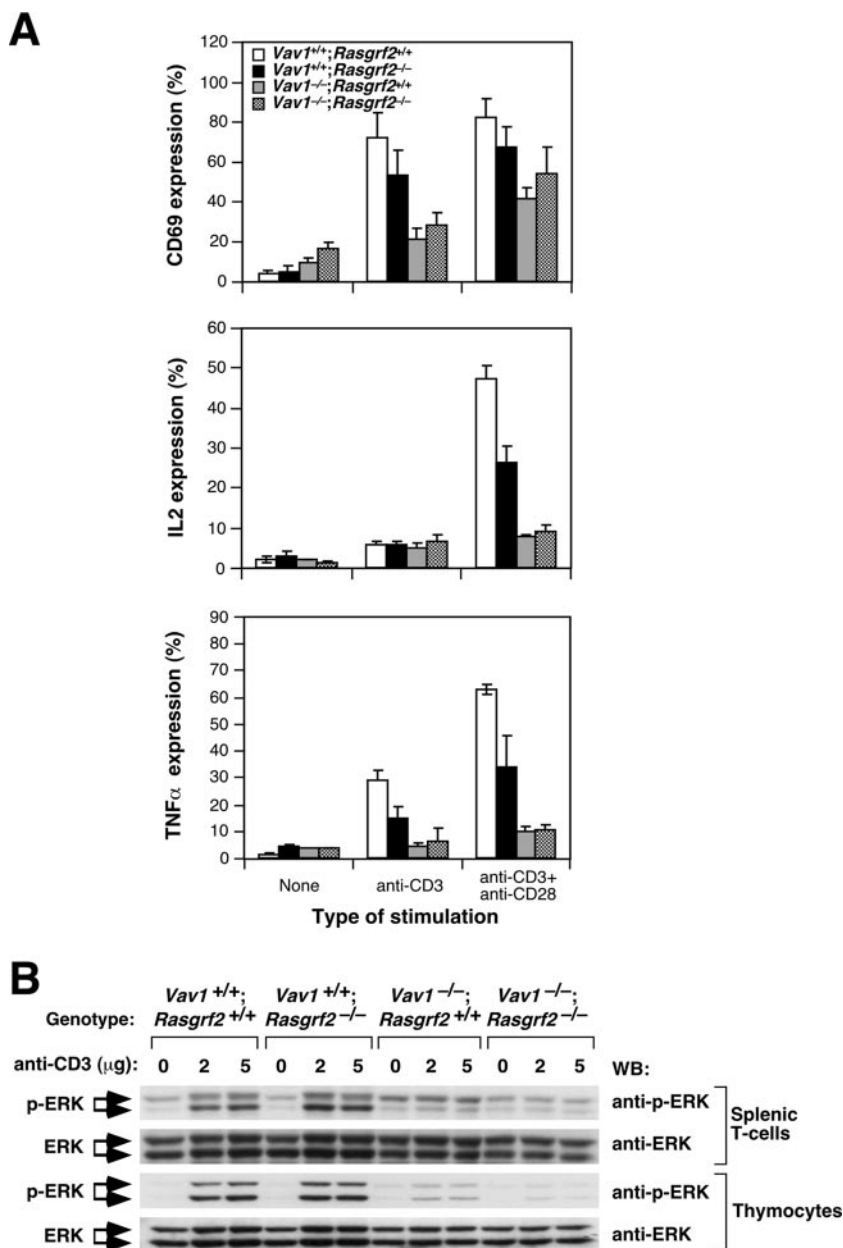 A
120
100
80
60
40
20
0
CD69 expression (%)
Vav1+/+;Rasgrf2+/+
Vav1+/+;Rasgrf2–/–
Vav1–/–;Rasgrf2+/+
Vav1–/–;Rasgrf2–/–
60
50
40
30
20
10
0
IL2 expression (%)
90
80
70
60
50
40
30
20
10
0
TNFα expression (%)
None anti-CD3 anti-CD3+
anti-CD28
Type of stimulation
B
Genotype:
Vav1 +/+; Vav1 +/+; Vav1 –/–; Vav1 –/–;
Rasgrf2 +/+ Rasgrf2 –/– Rasgrf2 +/+ Rasgrf2 –/–
anti-CD3 (μg): 0 2 5 0 2 5 0 2 5 0 2 5 WB:
p-ERK anti-p-ERK
ERK anti-ERK
Splenic
T-cells
p-ERK anti-p-ERK
ERK anti-ERK
Thymocytes